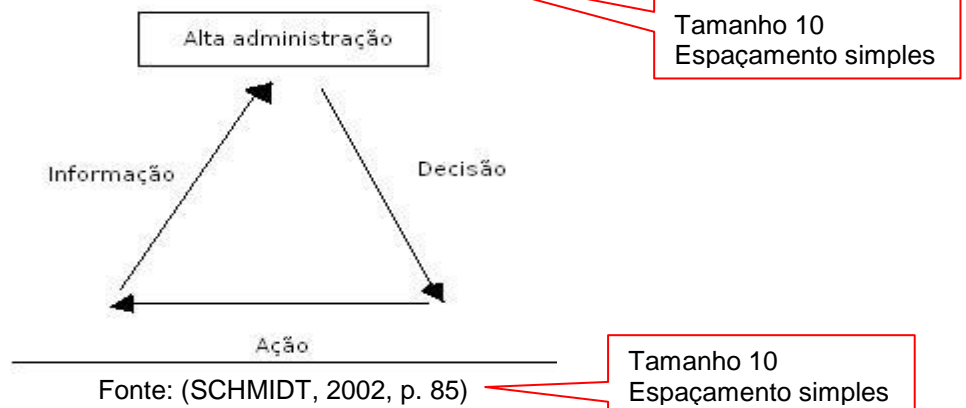 Tamanho 10
Espaçamento simples
Alta administração
Informação
Decisão
Ação
Fonte: (SCHMIDT, 2002, p. 85)
Tamanho 10
Espaçamento simples